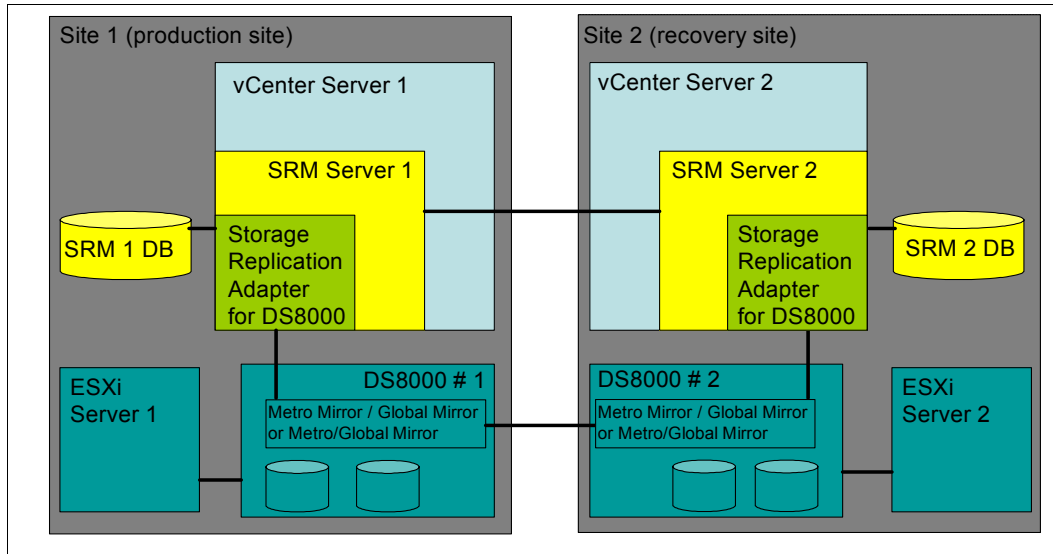 Site 1 (production site)
vCenter Server 1
SRM Server 1
SRM 1 DB
Storage
Replication
Adapter
for DS8000
ESXi
Server 1
DS8000 # 1
Metro Mirror / Global Mirror
or Metro/Global Mirror
Site 2 (recovery site)
vCenter Server 2
SRM Server 2
Storage
Replication
Adapter
for DS8000
SRM 2 DB
DS8000 # 2
Metro Mirror / Global Mirror
or Metro/Global Mirror
ESXi
Server 2